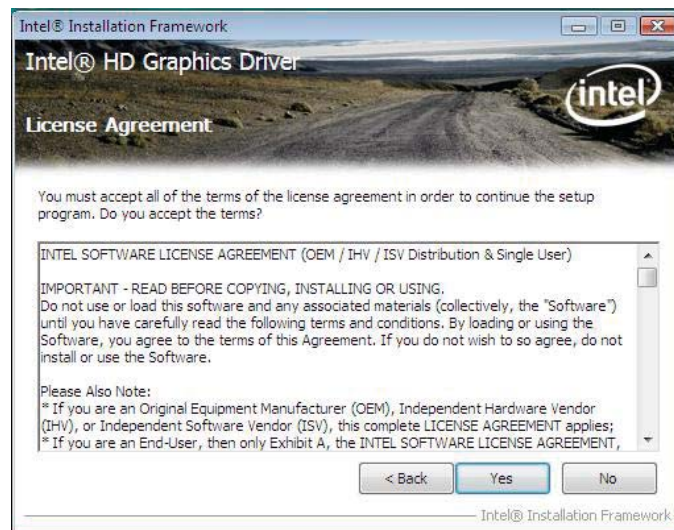 Intel® Installation Framework
Intel® HD Graphics Driver
intel
License Agreement
You must accept all of the terms of the license agreement in order to continue the setup
program. Do you accept the terms?
INTEL SOFTWARE LICENSE AGREEMENT (OEM / IHV / ISV Distribution & Single User)
IMPORTANT - READ BEFORE COPYING, INSTALLING OR USING.
Do not use or load this software and any associated materials (collectively, the "Software")
until you have carefully read the following terms and conditions. By loading or using the
Software, you agree to the terms of this Agreement. If you do not wish to so agree, do not
install or use the Software.
Please Also Note:
* If you are an Original Equipment Manufacturer (OEM), Independent Hardware Vendor
(IHV), or Independent Software Vendor (ISV), this complete LICENSE AGREEMENT applies;
* If you are an End-User, then only Exhibit A, the INTEL SOFTWARE LICENSE AGREEMENT,
< Back Yes No
Intel® Installation Framework